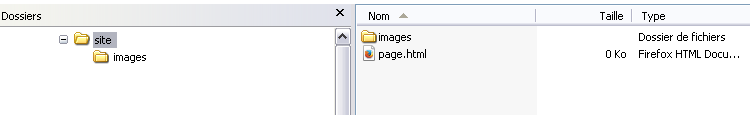 Dossiers
site
images
Nom Taille Type
images Dossier de fichiers
page.html 0 Ko Firefox HTML Docu...